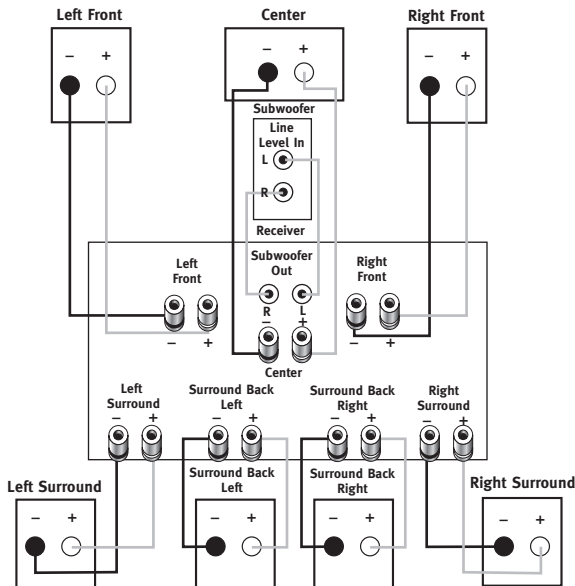 Left Front
Center
Right Front
– +
– +
– +
Subwoofer
Line
Level In
L
R
Receiver
Left
Front
Subwoofer
Out
Right
Front
R L
– +
– +
– +
Center
Left
Surround
Surround Back
Left
Surround Back
Right
Right
Surround
– +
– +
– +
– +
Left Surround
Surround Back
Left
Surround Back
Right
Right Surround
– +
– +
– +
– +